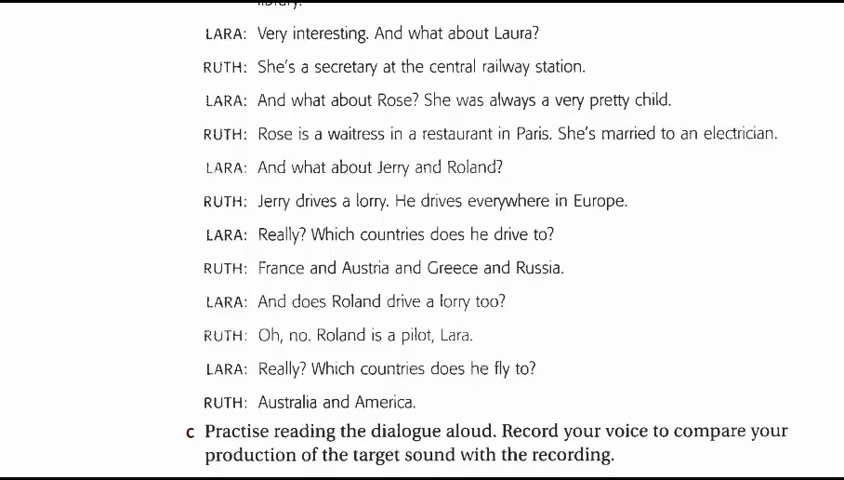 library.
LARA: Very interesting. And what about Laura?
RUTH: She's a secretary at the central railway station.
LARA: And what about Rose? She was always a very pretty child.
RUTH: Rose is a waitress in a restaurant in Paris. She's married to an electrician.
LARA: And what about Jerry and Roland?
RUTH: Jerry drives a lorry. He drives everywhere in Europe.
LARA: Really? Which countries does he drive to?
RUTH: France and Austria and Greece and Russia.
LARA: And does Roland drive a lorry too?
RUTH: Oh, no. Roland is a pilot, Lara.
LARA: Really? Which countries does he fly to?
RUTH: Australia and America.
c Practise reading the dialogue aloud. Record your voice to compare your
production of the target sound with the recording.